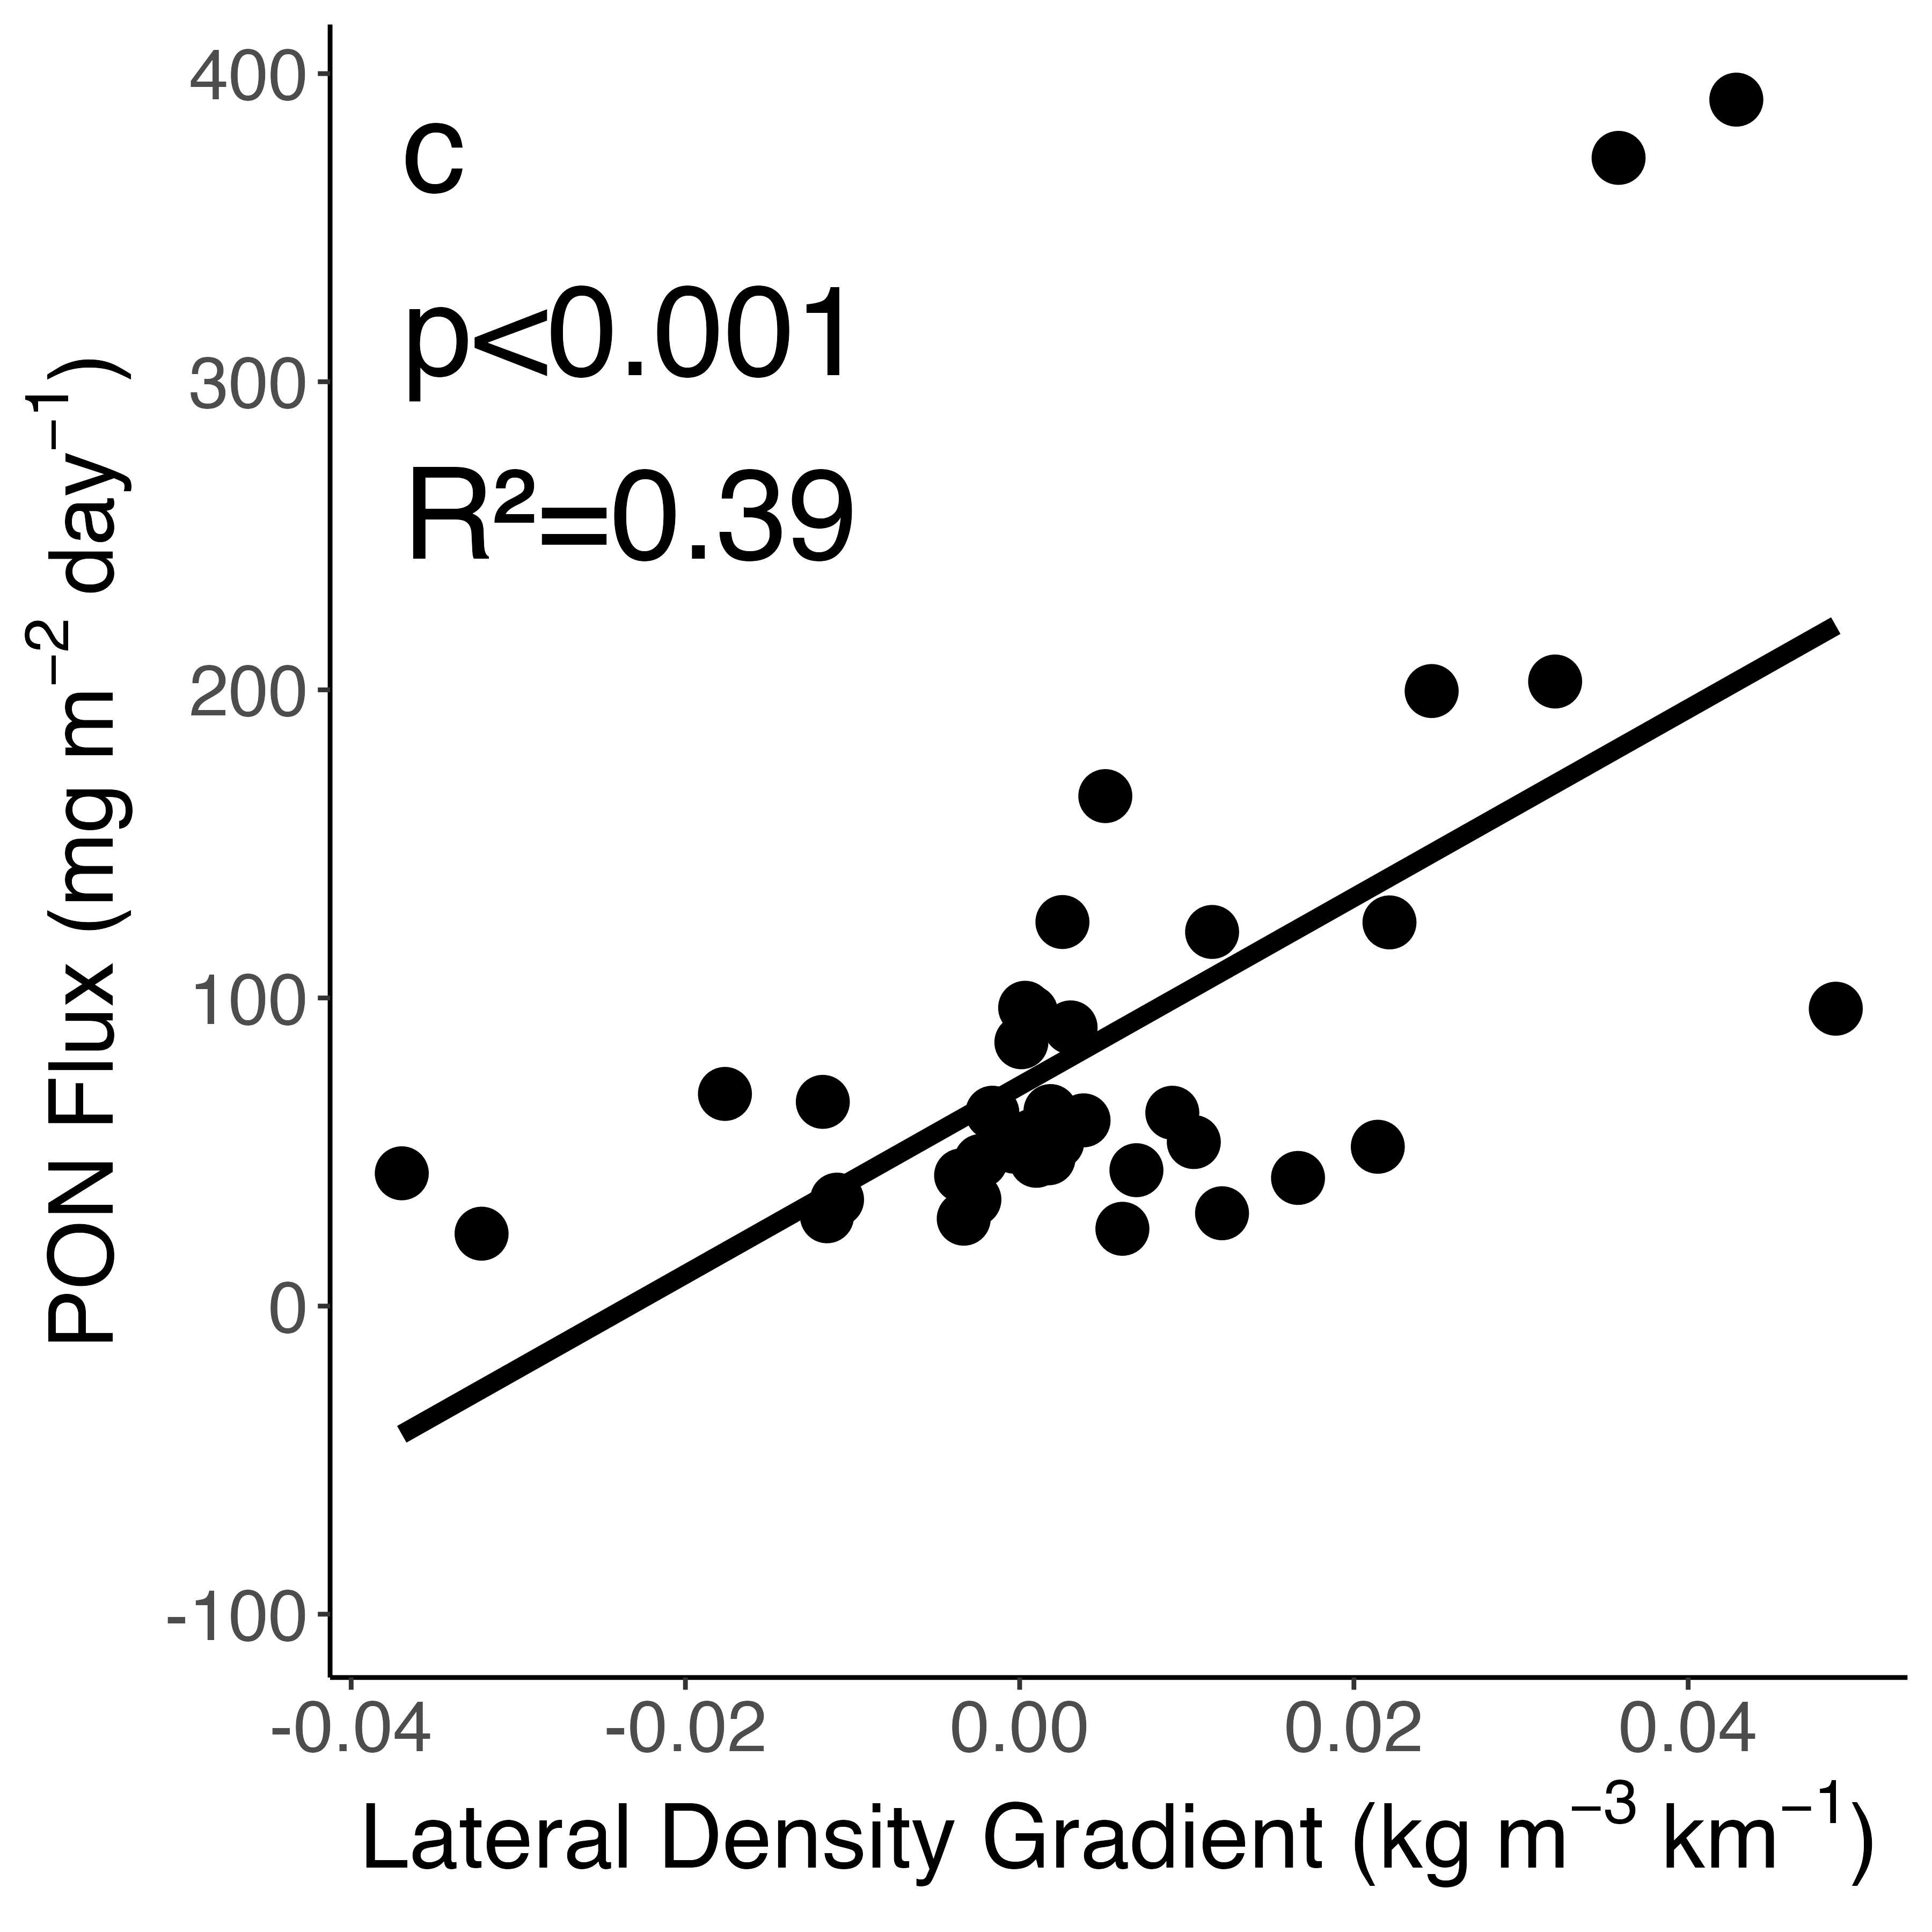 c
p<0.001
R²=0.39
400
300
200
100
0
-100
PON Flux (mg m⁻² day⁻¹)
-0.04 -0.02 0.00 0.02 0.04
Lateral Density Gradient (kg m⁻³ km⁻¹)